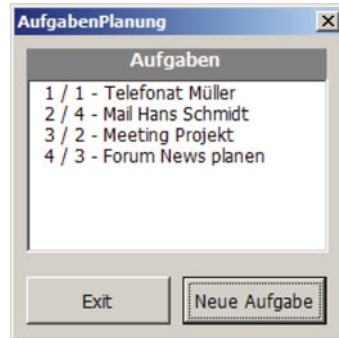 AufgabenPlanung
Aufgaben
1 / 1 - Telefonat Müller
2 / 4 - Mail Hans Schmidt
3 / 2 - Meeting Projekt
4 / 3 - Forum News planen
Exit
Neue Aufgabe